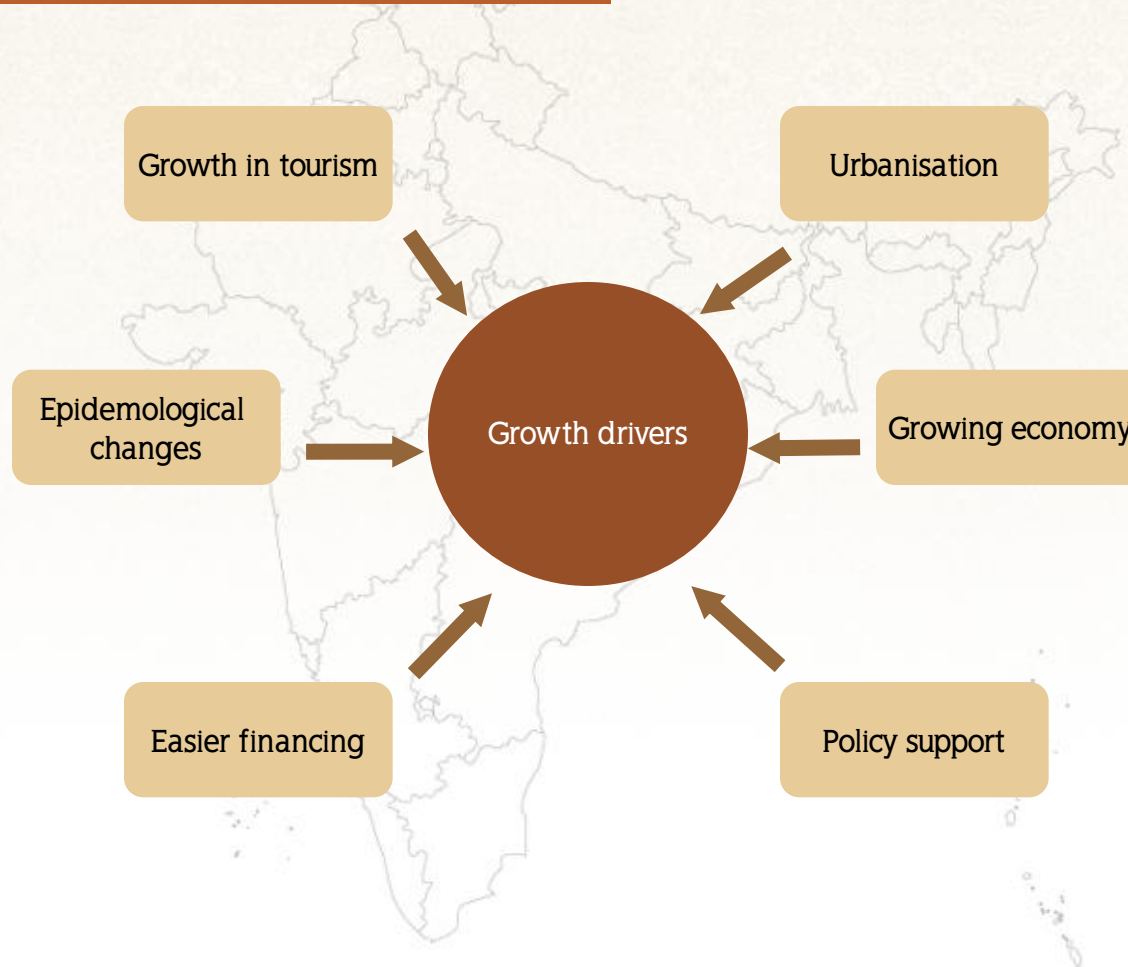 Growth in tourism
Urbanisation
Epidemological
changes
Growth drivers
Growing economy
Easier financing
Policy support